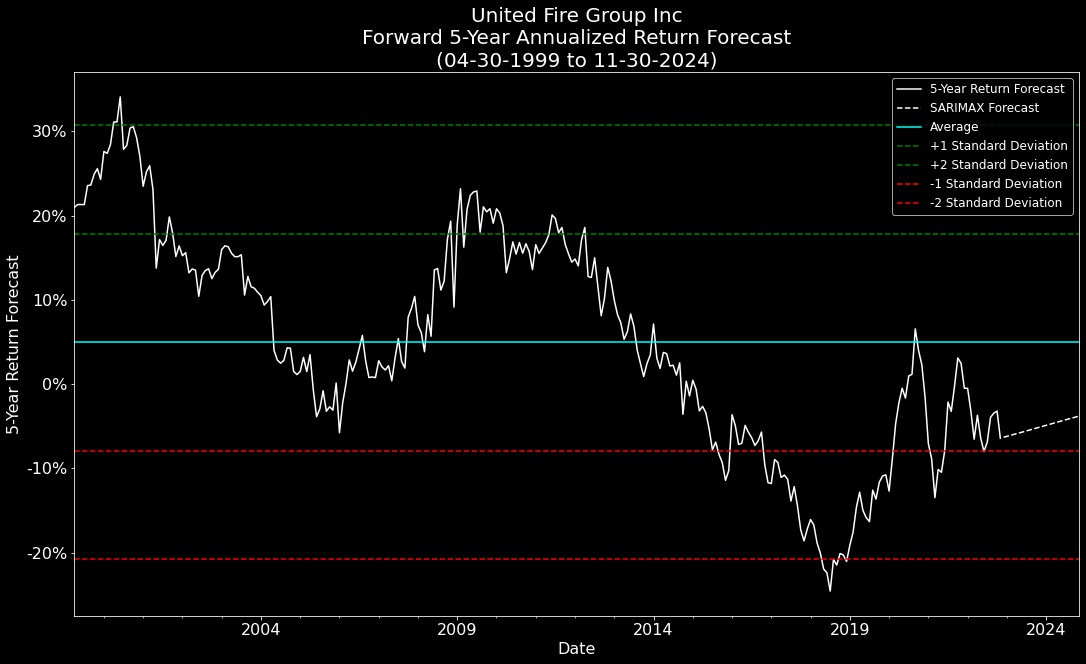 United Fire Group Inc
Forward 5-Year Annualized Return Forecast
(04-30-1999 to 11-30-2024)
5-Year Return Forecast
SARIMAX Forecast
Average
+1 Standard Deviation
+2 Standard Deviation
-1 Standard Deviation
-2 Standard Deviation
5-Year Return Forecast
30%
20%
10%
0%
-10%
-20%
2004
2009
2014
2019
2024
Date